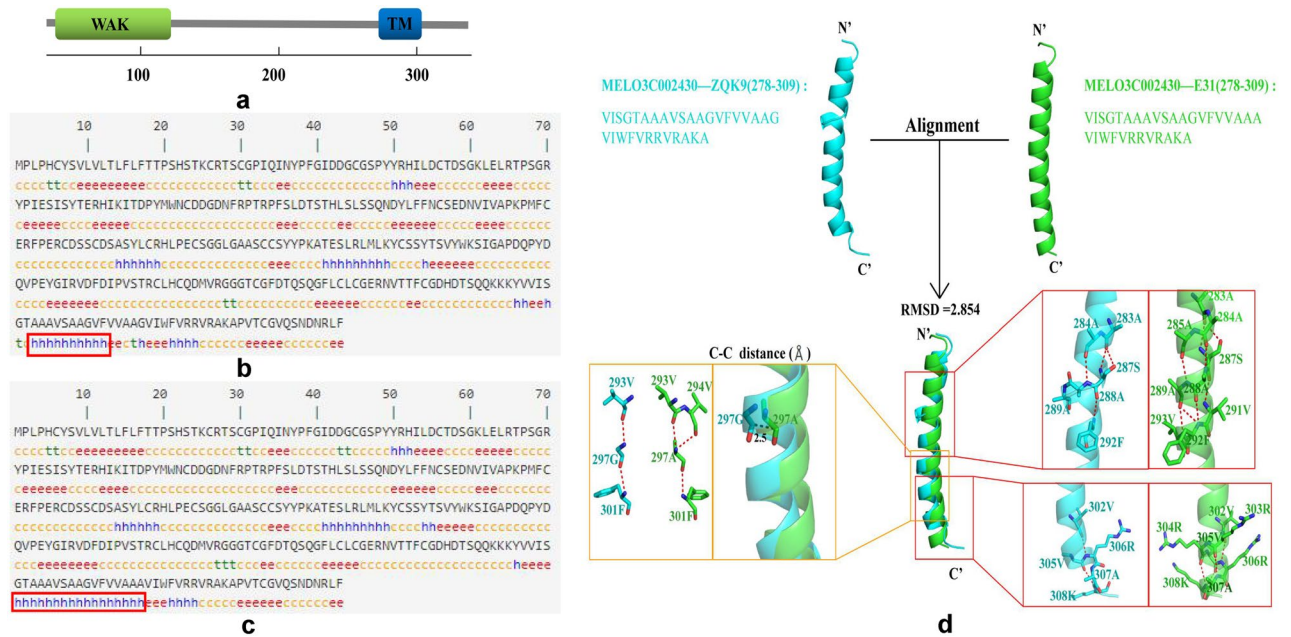 WAK
TM
100 200 300
a
10 20 30 40 50 60 70
MPLPHCYSVLVLTLFLFTTPSHSTKCRTSCGPIQINYPFGIDDGCGSPYYRHILDCTDSGKLELRTPSGR
YPIESISYTERHIKITDPYMWNCDDGDNFRPTRPFSLDTSTHLSLSSQNDYLFFNCSEDNVIVAPKPMFC
ERFPERCDSSCDSASYLCRHLPECSGGLGAASCCSYYPKATESLRLMLKYCSSYTSVYWKSIGAPDQPYD
QVPEYGIRVDFDIPVSTRCLHCQDMVRGGGTCGFDTQSQGFLCLCGERNVTTFCGDHDTSQQKKKYVVIS
GTAAAVSAAGVFVVAAGVIWFVRRVRAKAPVTCGVQSNDNRLF
tchhhhhhhhhhheectheeehhhhccccceeeeeccccccee
b
10 20 30 40 50 60 70
MPLPHCYSVLVLTLFLFTTPSHSTKCRTSCGPIQINYPFGIDDGCGSPYYRHILDCTDSGKLELRTPSGR
YPIESISYTERHIKITDPYMWNCDDGDNFRPTRPFSLDTSTHLSLSSQNDYLFFNCSEDNVIVAPKPMFC
ERFPERCDSSCDSASYLCRHLPECSGGLGAASCCSYYPKATESLRLMLKYCSSYTSVYWKSIGAPDQPYD
QVPEYGIRVDFDIPVSTRCLHCQDMVRGGGTCGFDTQSQGFLCLCGERNVTTFCGDHDTSQQKKKYVVIS
GTAAAVSAAGVFVVAAAVIWFVRRVRAKAPVTCGVQSNDNRLF
hhhhhhhhhhhhhhhhhheeehhhhccccceeeeeeccccccee
c
N’
MELO3C002430—ZQK9(278-309) :
VISGTAAAVSAAGVFVVAAG
VIWFVRRVRAKA
C’
Alignment
N’
MELO3C002430—E31(278-309) :
VISGTAAAVSAAGVFVVAAA
VIWFVRRVRAKA
C’
RMSD =2.854
N’
C’
C-C distance (Å)
293V 293V 294V
297G 297A
301F 301F
297G 297A
2.5
284A 283A
287S
289A 288A
292F
283A
285A 284A
287S
289A 288A
293V 291V
292F
302V
306R
305V
307A
308K
302V 303R
304R 305V
306R
308K 307A
d